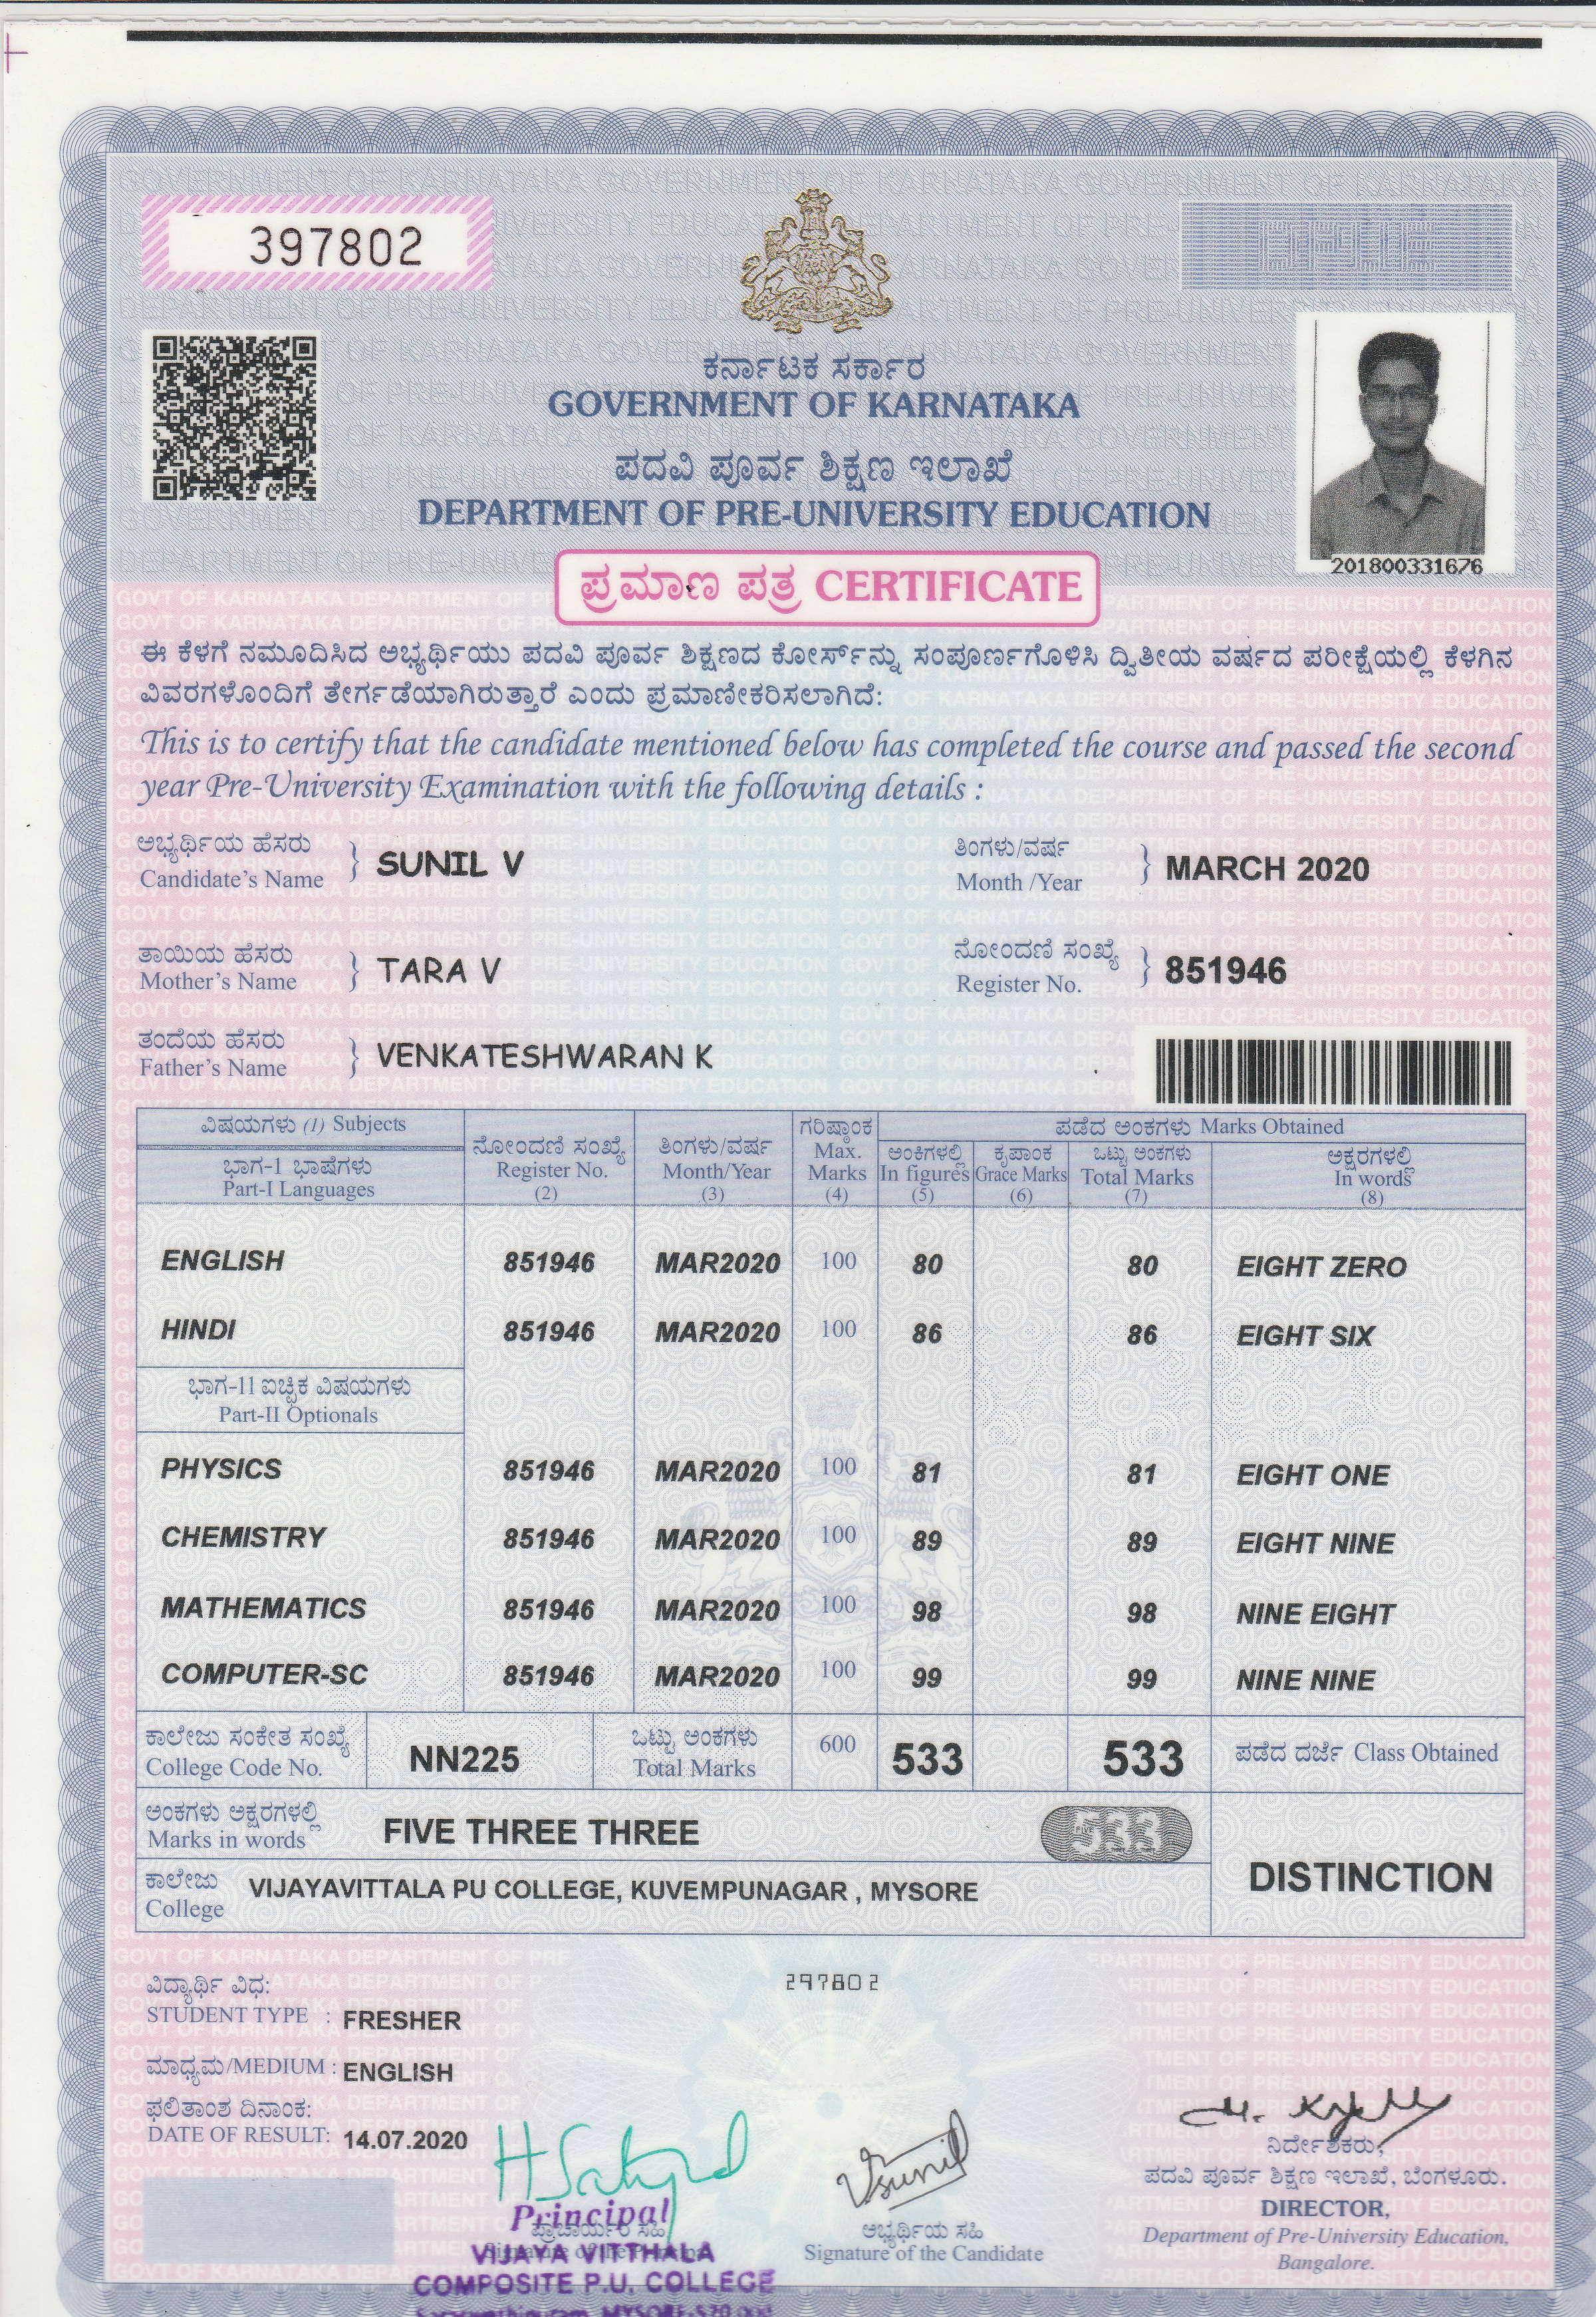 397802
ಕರ್ನಾಟಕ ಸರ್ಕಾರ
GOVERNMENT OF KARNATAKA
ಪದವಿ ಪೂರ್ವ ಶಿಕ್ಷಣ ಇಲಾಖೆ
DEPARTMENT OF PRE-UNIVERSITY EDUCATION
201800331676
ಪ್ರಮಾಣ ಪತ್ರ CERTIFICATE
ಈ ಕೆಳಗೆ ನಮೂದಿಸಿದ ಅಭ್ಯರ್ಥಿಯು ಪದವಿ ಪೂರ್ವ ಶಿಕ್ಷಣದ ಕೋರ್ಸ್‌ನ್ನು ಸಂಪೂರ್ಣಗೊಳಿಸಿ ದ್ವಿತೀಯ ವರ್ಷದ ಪರೀಕ್ಷೆಯಲ್ಲಿ ಕೆಳಗಿನ
ವಿವರಗಳೊಂದಿಗೆ ತೇರ್ಗಡೆಯಾಗಿರುತ್ತಾರೆ ಎಂದು ಪ್ರಮಾಣೀಕರಿಸಲಾಗಿದೆ:
This is to certify that the candidate mentioned below has completed the course and passed the second
year Pre-University Examination with the following details :
ಅಭ್ಯರ್ಥಿಯ ಹೆಸರು
Candidate's Name } SUNIL V
ತಿಂಗಳು/ವರ್ಷ
Month /Year } MARCH 2020
ತಾಯಿಯ ಹೆಸರು
Mother's Name } TARA V
ನೋಂದಣಿ ಸಂಖ್ಯೆ
Register No. } 851946
ತಂದೆಯ ಹೆಸರು
Father's Name } VENKATESHWARAN K
ವಿಷಯಗಳು (1) Subjects
ಭಾಗ-1 ಭಾಷೆಗಳು
Part-I Languages
ನೋಂದಣಿ ಸಂಖ್ಯೆ
Register No.
(2)
ತಿಂಗಳು/ವರ್ಷ
Month/Year
(3)
ಗರಿಷ್ಠಾಂಕ
Max.
Marks
(4)
ಪಡೆದ ಅಂಕಗಳು Marks Obtained
ಅಂಕಿಗಳಲ್ಲಿ
In figures
(5)
ಕೃಪಾಂಕ
Grace Marks
(6)
ಒಟ್ಟು ಅಂಕಗಳು
Total Marks
(7)
ಅಕ್ಷರಗಳಲ್ಲಿ
In words
(8)
ENGLISH 851946 MAR2020 100 80 80 EIGHT ZERO
HINDI 851946 MAR2020 100 86 86 EIGHT SIX
ಭಾಗ-11 ಐಚ್ಛಿಕ ವಿಷಯಗಳು
Part-II Optionals
PHYSICS 851946 MAR2020 100 81 81 EIGHT ONE
CHEMISTRY 851946 MAR2020 100 89 89 EIGHT NINE
MATHEMATICS 851946 MAR2020 100 98 98 NINE EIGHT
COMPUTER-SC 851946 MAR2020 100 99 99 NINE NINE
ಕಾಲೇಜು ಸಂಕೇತ ಸಂಖ್ಯೆ
College Code No. NN225
ಒಟ್ಟು ಅಂಕಗಳು
Total Marks 600 533 533
ಪಡೆದ ದರ್ಜೆ Class Obtained
ಅಂಕಗಳು ಅಕ್ಷರಗಳಲ್ಲಿ
Marks in words FIVE THREE THREE 533
DISTINCTION
ಕಾಲೇಜು
College VIJAYAVITTALA PU COLLEGE, KUVEMPUNAGAR , MYSORE
ವಿದ್ಯಾರ್ಥಿ ವಿಧ:
STUDENT TYPE : FRESHER
ಮಾಧ್ಯಮ/MEDIUM : ENGLISH
ಫಲಿತಾಂಶ ದಿನಾಂಕ:
DATE OF RESULT: 14.07.2020
Principal
ಪ್ರಾಚಾರ್ಯರ ಸಹಿ
VIJAYA VITTHALA
COMPOSITE P.U. COLLEGE
Vsunil
ಅಭ್ಯರ್ಥಿಯ ಸಹಿ
Signature of the Candidate
ನಿರ್ದೇಶಕರು,
ಪದವಿ ಪೂರ್ವ ಶಿಕ್ಷಣ ಇಲಾಖೆ, ಬೆಂಗಳೂರು.
DIRECTOR,
Department of Pre-University Education,
Bangalore.